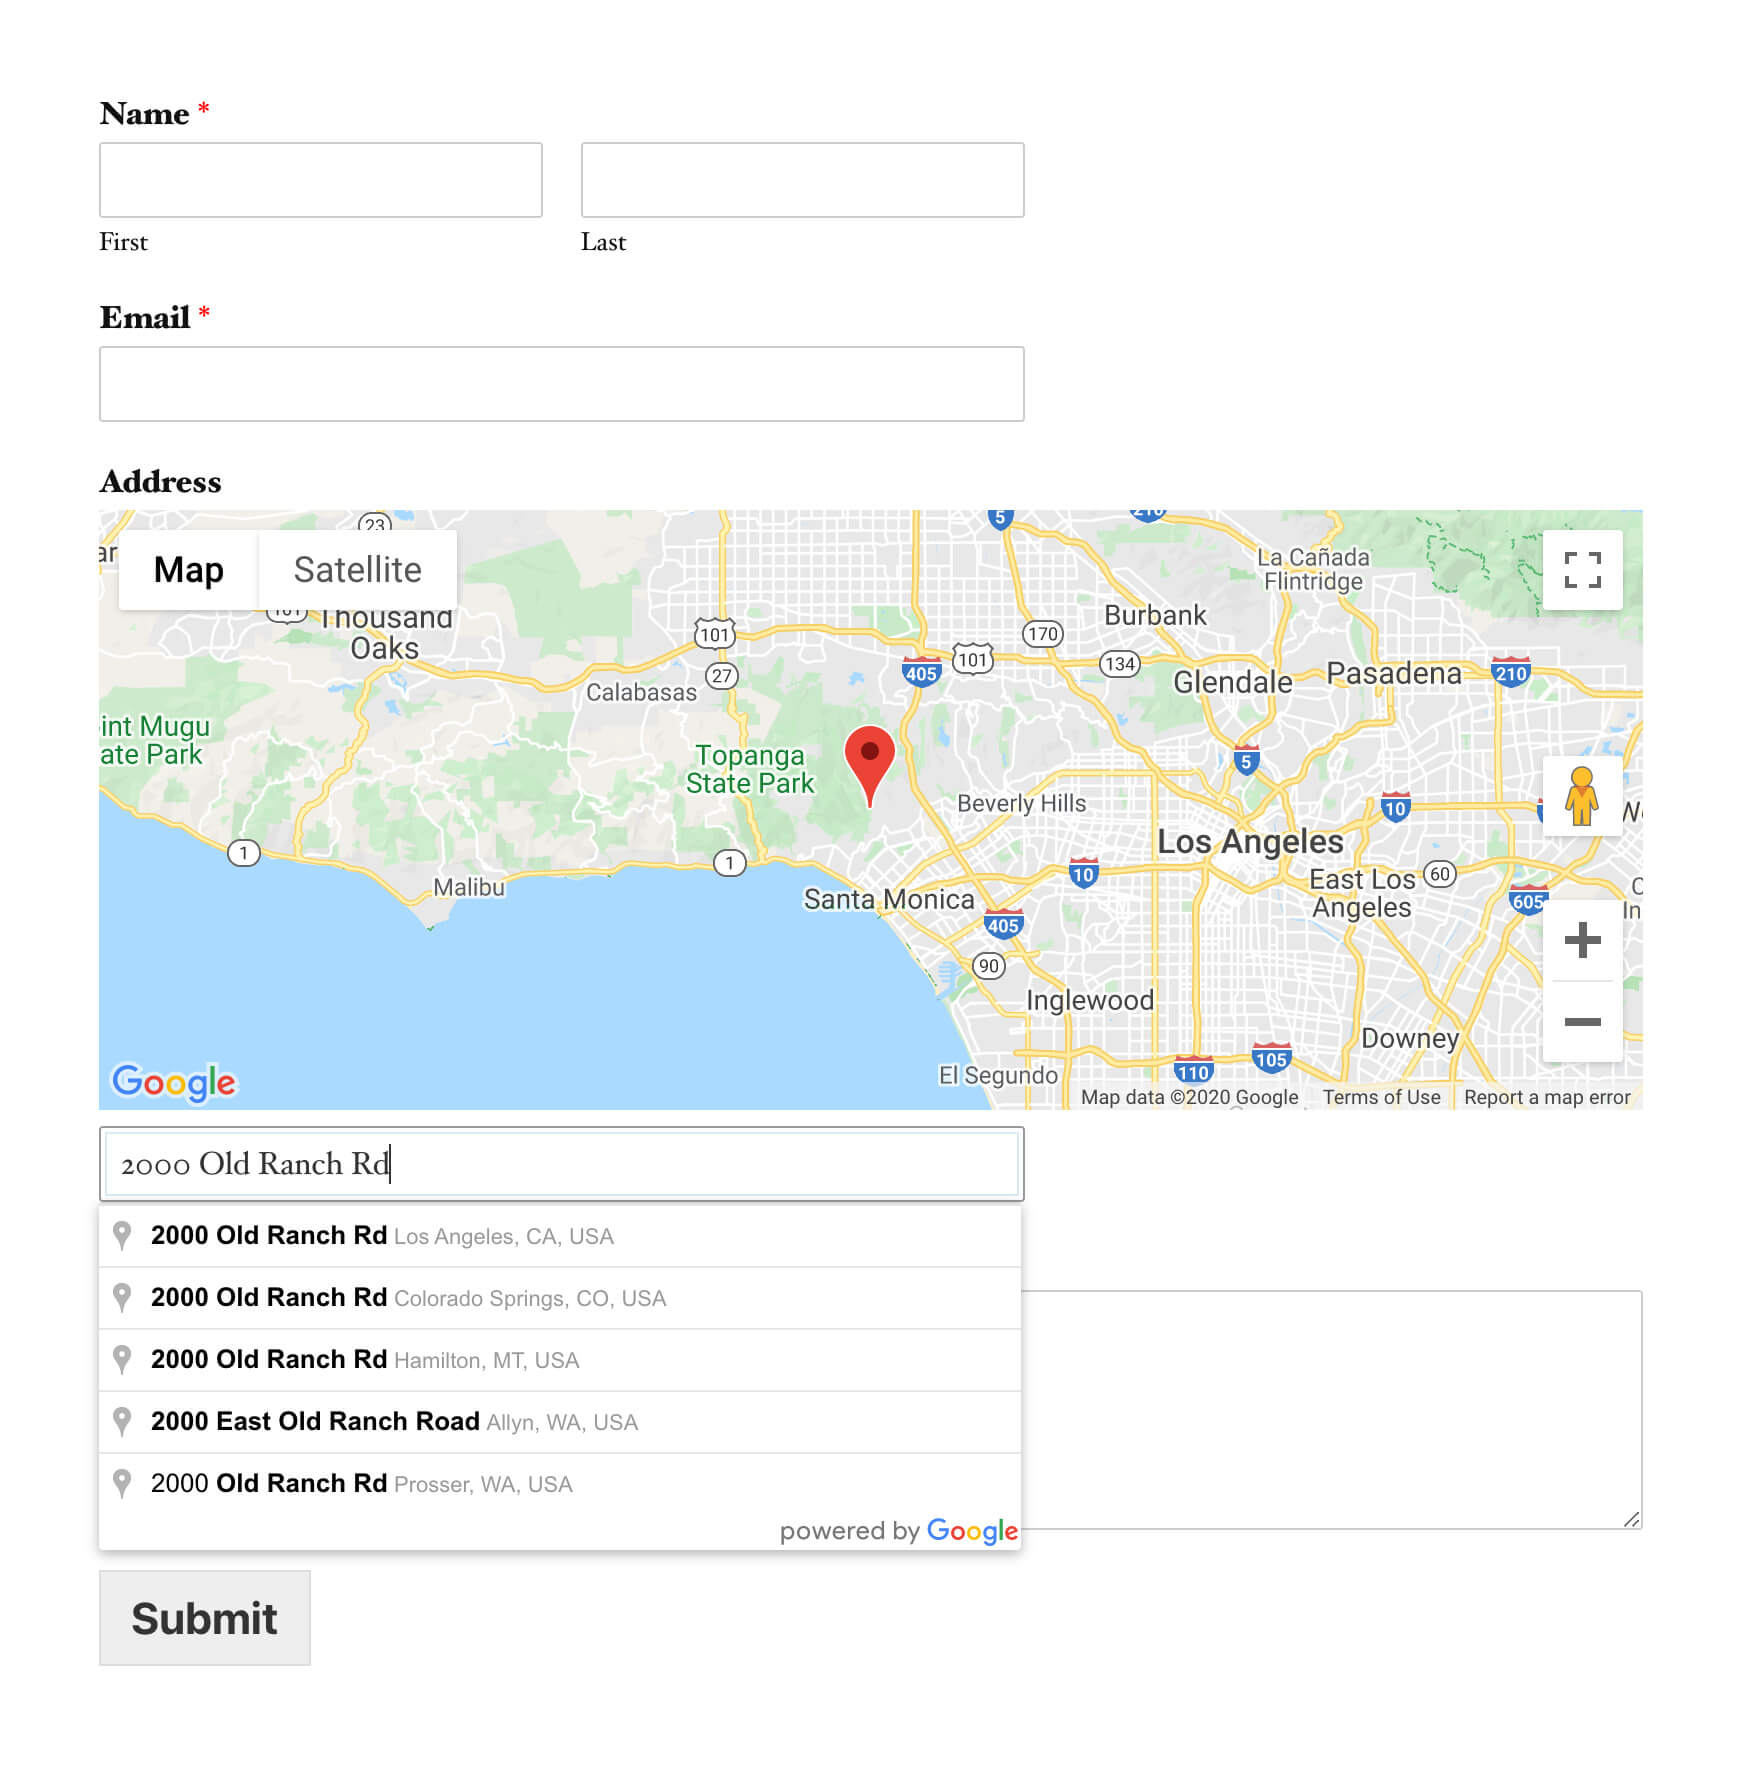 Name *
First
Last
Email *
Address
23
Map
Satellite
101
Thousand
Oaks
5
210
La Cañada
Flintridge
Burbank
101
170
101
134
27
405
Calabasas
Glendale
Pasadena
210
int Mugu
ate Park
Topanga
State Park
5
Beverly Hills
10
Los Angeles
1
1
Malibu
10
East Los
Angeles
60
605
In
Santa Monica
405
90
Inglewood
Downey
El Segundo
110
105
Google
Map data ©2020 Google
Terms of Use
Report a map error
2000 Old Ranch Rd
2000 Old Ranch Rd Los Angeles, CA, USA
2000 Old Ranch Rd Colorado Springs, CO, USA
2000 Old Ranch Rd Hamilton, MT, USA
2000 East Old Ranch Road Allyn, WA, USA
2000 Old Ranch Rd Prosser, WA, USA
powered by Google
Submit